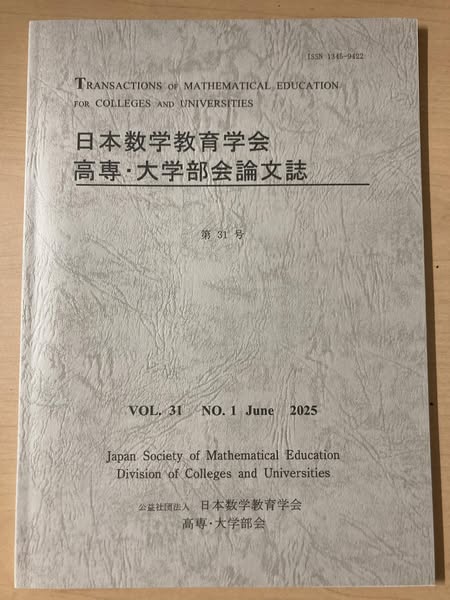 ISSN 1345-9422
TRANSACTIONS OF MATHEMATICAL EDUCATION
FOR COLLEGES AND UNIVERSITIES
日本数学教育学会
高専・大学部会論文誌
第 31 号
VOL. 31 NO. 1 June 2025
Japan Society of Mathematical Education
Division of Colleges and Universities
公益社団法人 日本数学教育学会
高専・大学部会